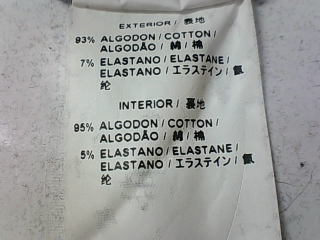 EXTERIOR / 表地
93% ALGODON / COTTON /
ALGODÃO / 綿 / 棉
7% ELASTANO / ELASTANE /
ELASTANO / エラステイン / 氨
纶
INTERIOR / 裏地
95% ALGODON / COTTON /
ALGODÃO / 綿 / 棉
5% ELASTANO / ELASTANE /
ELASTANO / エラステイン / 氨
纶